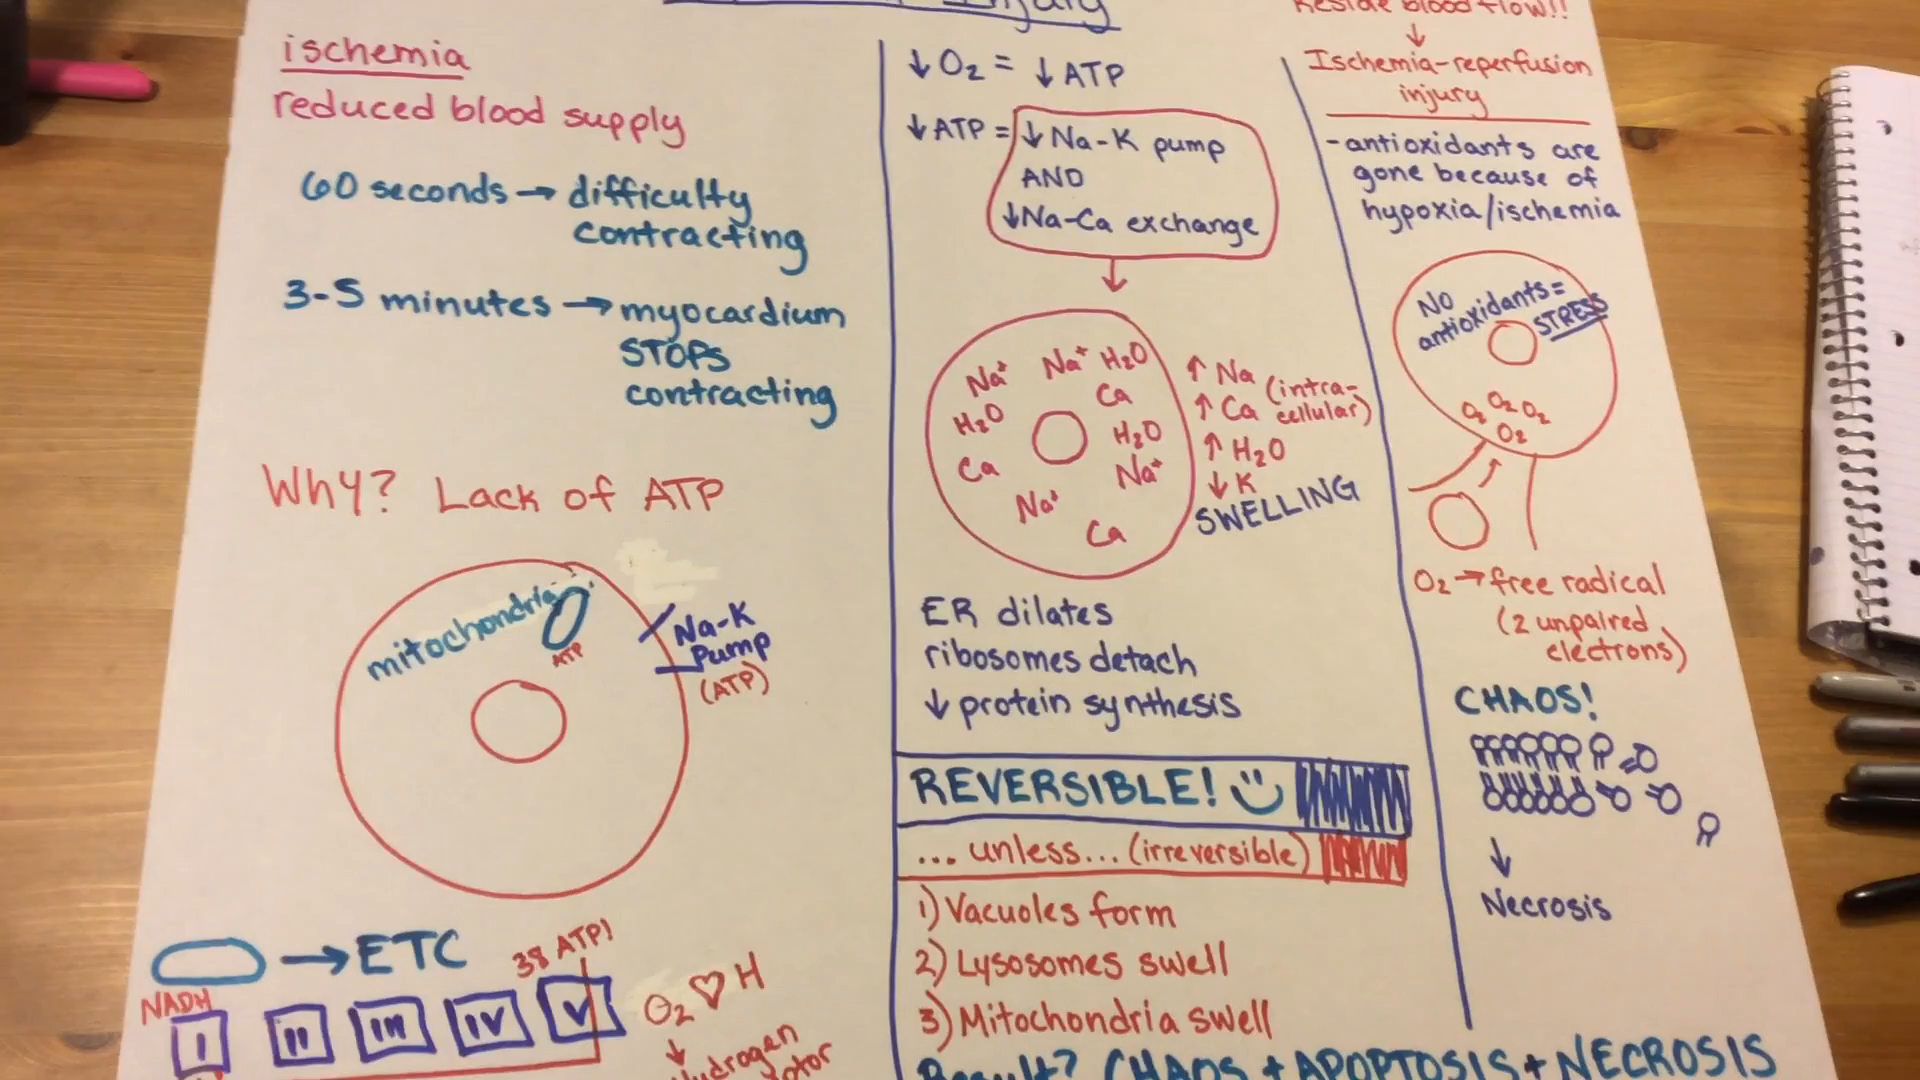 Injury
ischemia
reduced blood supply
60 seconds → difficulty
contracting
3-5 minutes → myocardium
STOPS
contracting
Why? Lack of ATP
mitochondria
ATP
Na-K
Pump
(ATP)
→ ETC
38 ATP!
NADH
I II III IV V
O₂ ♡ H
↓
↓ O₂ = ↓ ATP
↓ ATP = ↓ Na-K pump
AND
↓ Na-Ca exchange
↓
Na⁺ Na⁺ H₂O
Ca
H₂O
H₂O
Ca Na⁺
Na⁺
Ca
↑ Na (intra-
↑ Ca cellular)
↑ H₂O
↓ K
SWELLING
ER dilates
ribosomes detach
↓ protein synthesis
REVERSIBLE!
... unless... (irreversible)
1) Vacuoles form
2) Lysosomes swell
3) Mitochondria swell
Result? CHAOS + APOPTOSIS + NECROSIS
blood flow!!
↓
Ischemia-reperfusion
injury
- antioxidants are
gone because of
hypoxia/ischemia
NO
antioxidants =
STRESS
O₂ O₂ O₂
O₂
O₂ → free radical
(2 unpaired
electrons)
CHAOS!
↓
Necrosis